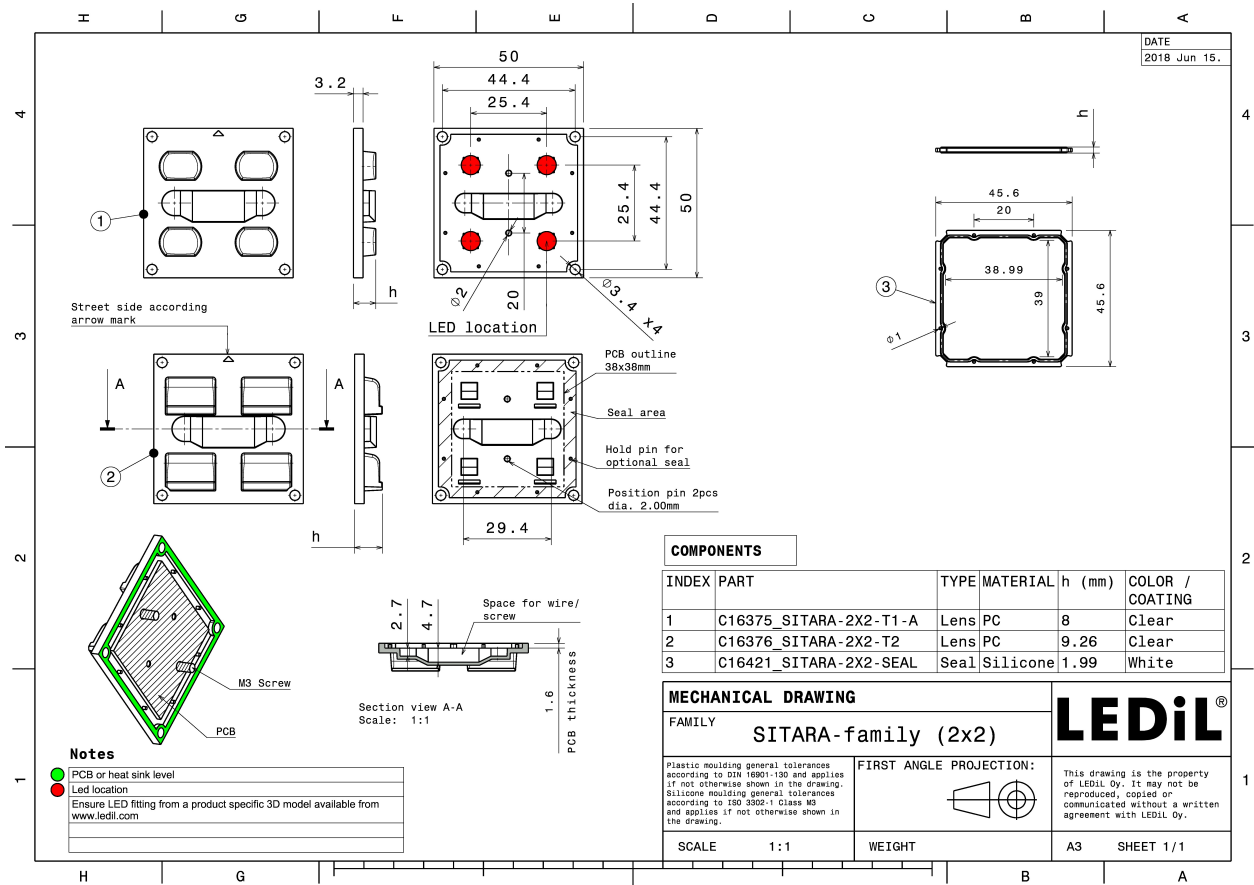 H G F E D C B A
DATE
2018 Jun 15.
4
4
3
3
2
2
1
1
3.2
50
44.4
25.4
25.4
44.4
50
1
h
⌀2
20
⌀3.4 X4
LED location
h
45.6
20
38.99
39
45.6
3
⌀1
Street side according
arrow mark
A
A
2
h
PCB outline
38x38mm
Seal area
Hold pin for
optional seal
Position pin 2pcs
dia. 2.00mm
29.4
M3 Screw
PCB
2.7
4.7
Space for wire/
screw
1.6
PCB thickness
Section view A-A
Scale: 1:1
Notes
PCB or heat sink level
Led location
Ensure LED fitting from a product specific 3D model available from
www.ledil.com
COMPONENTS
INDEX PART TYPE MATERIAL h (mm) COLOR /
COATING
1 C16375_SITARA-2X2-T1-A Lens PC 8 Clear
2 C16376_SITARA-2X2-T2 Lens PC 9.26 Clear
3 C16421_SITARA-2X2-SEAL Seal Silicone 1.99 White
MECHANICAL DRAWING
FAMILY
SITARA-family (2x2)
LEDiL®
Plastic moulding general tolerances
according to DIN 16901-130 and applies
if not otherwise shown in the drawing.
Silicone moulding general tolerances
according to ISO 3302-1 Class M3
and applies if not otherwise shown in
the drawing.
FIRST ANGLE PROJECTION:
This drawing is the property
of LEDiL Oy. It may not be
reproduced, copied or
communicated without a written
agreement with LEDiL Oy.
SCALE 1:1
WEIGHT
A3 SHEET 1/1
H G B A